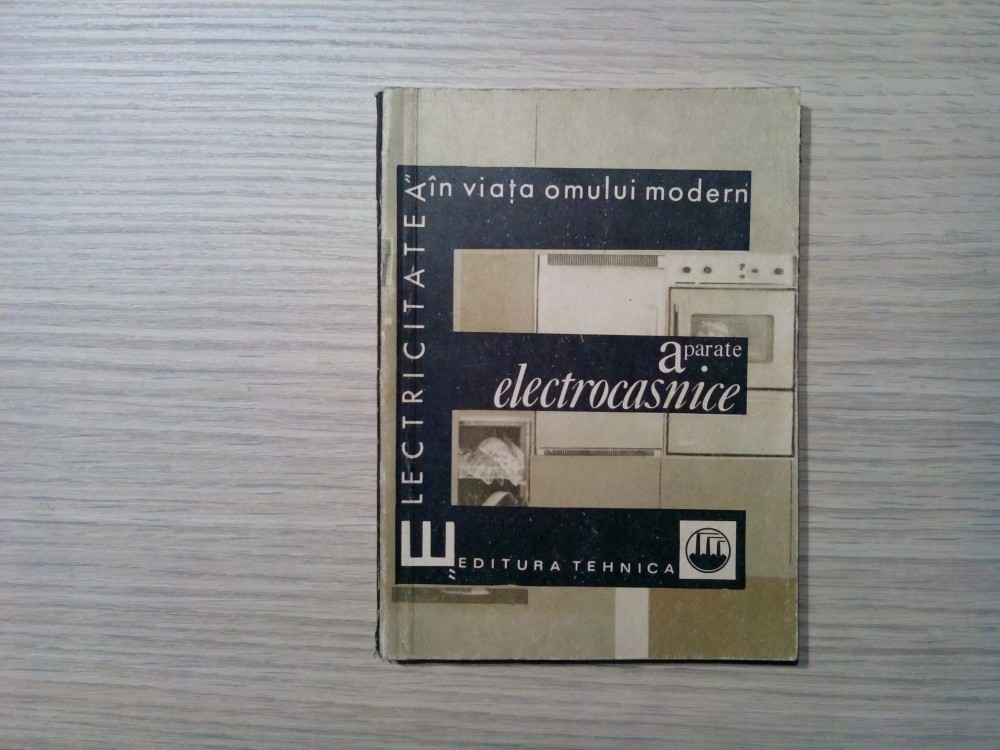 „ELECTRICITATEA”
în viața omului modern
aparate
electrocasnice
EDITURA TEHNICA